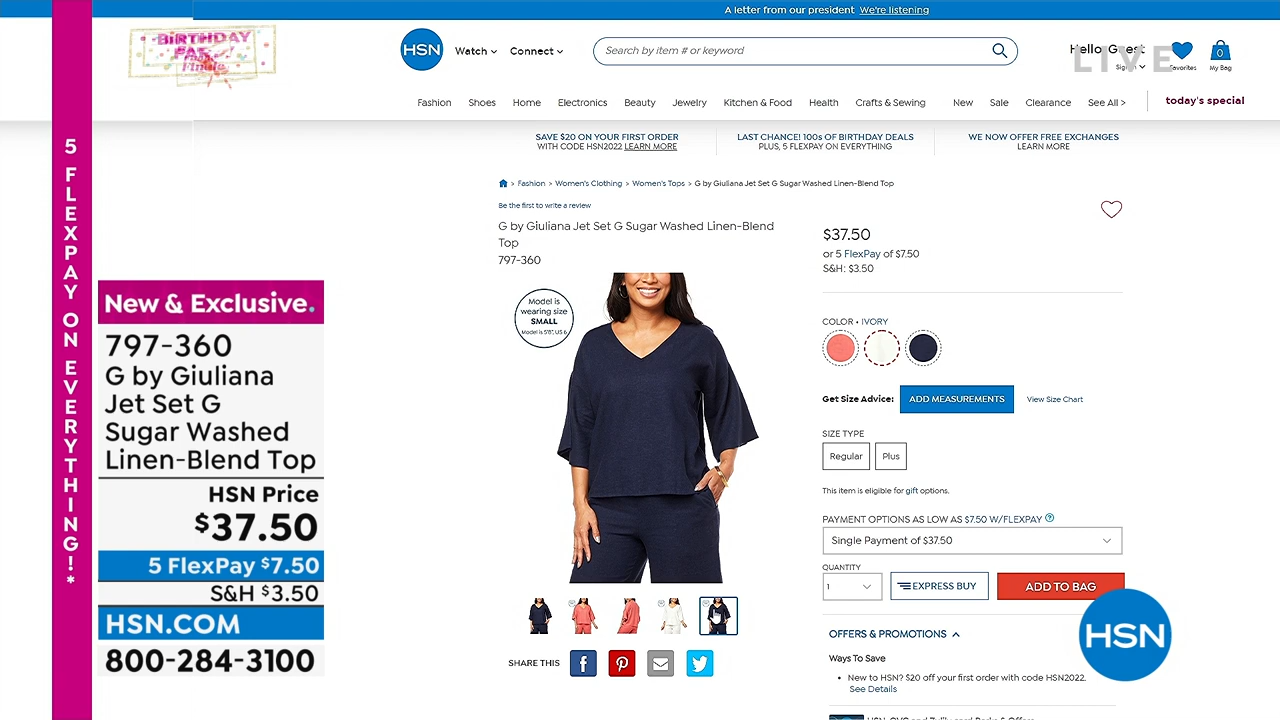 A letter from our president We're listening
BIRTHDAY
HSN
Watch
Connect
Search by item # or keyword
Hello, Guest
LIVE
Favorites
0
My Bag
Fashion Shoes Home Electronics Beauty Jewelry Kitchen & Food Health Crafts & Sewing New Sale Clearance See All > today's special
SAVE $20 ON YOUR FIRST ORDER
WITH CODE HSN2022 LEARN MORE
LAST CHANCE! 100s OF BIRTHDAY DEALS
PLUS, 5 FLEXPAY ON EVERYTHING
WE NOW OFFER FREE EXCHANGES
LEARN MORE
5 FLEXPAY ON EVERYTHING!*
> Fashion > Women's Clothing > Women's Tops > G by Giuliana Jet Set G Sugar Washed Linen-Blend Top
Be the first to write a review
G by Giuliana Jet Set G Sugar Washed Linen-Blend
Top
797-360
Model is
wearing size
SMALL
Model is 5'8", US 6
SHARE THIS
$37.50
or 5 FlexPay of $7.50
S&H: $3.50
COLOR • IVORY
Get Size Advice: ADD MEASUREMENTS View Size Chart
SIZE TYPE
Regular Plus
This item is eligible for gift options.
PAYMENT OPTIONS AS LOW AS $7.50 W/FLEXPAY
Single Payment of $37.50
QUANTITY
1
EXPRESS BUY
ADD TO BAG
OFFERS & PROMOTIONS
Ways To Save
• New to HSN? $20 off your first order with code HSN2022.
See Details
HSN
New & Exclusive.
797-360
G by Giuliana
Jet Set G
Sugar Washed
Linen-Blend Top
HSN Price
$37.50
5 FlexPay $7.50
S&H $3.50
HSN.COM
800-284-3100